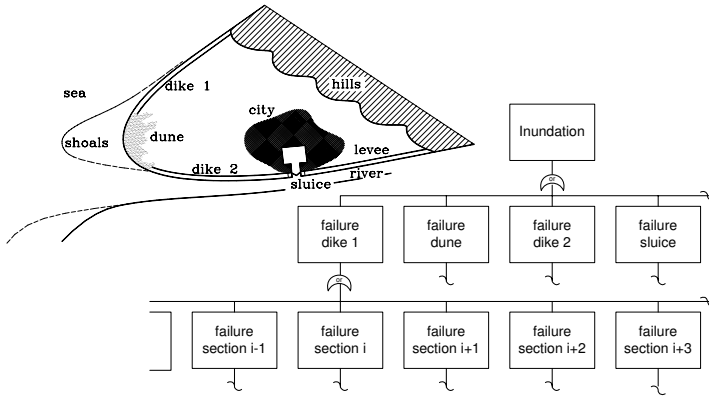 sea
dike 1
hills
city
shoals
dune
levee
dike 2
river
sluice
Inundation
or
failure
dike 1
failure
dune
failure
dike 2
failure
sluice
or
failure
section i-1
failure
section i
failure
section i+1
failure
section i+2
failure
section i+3